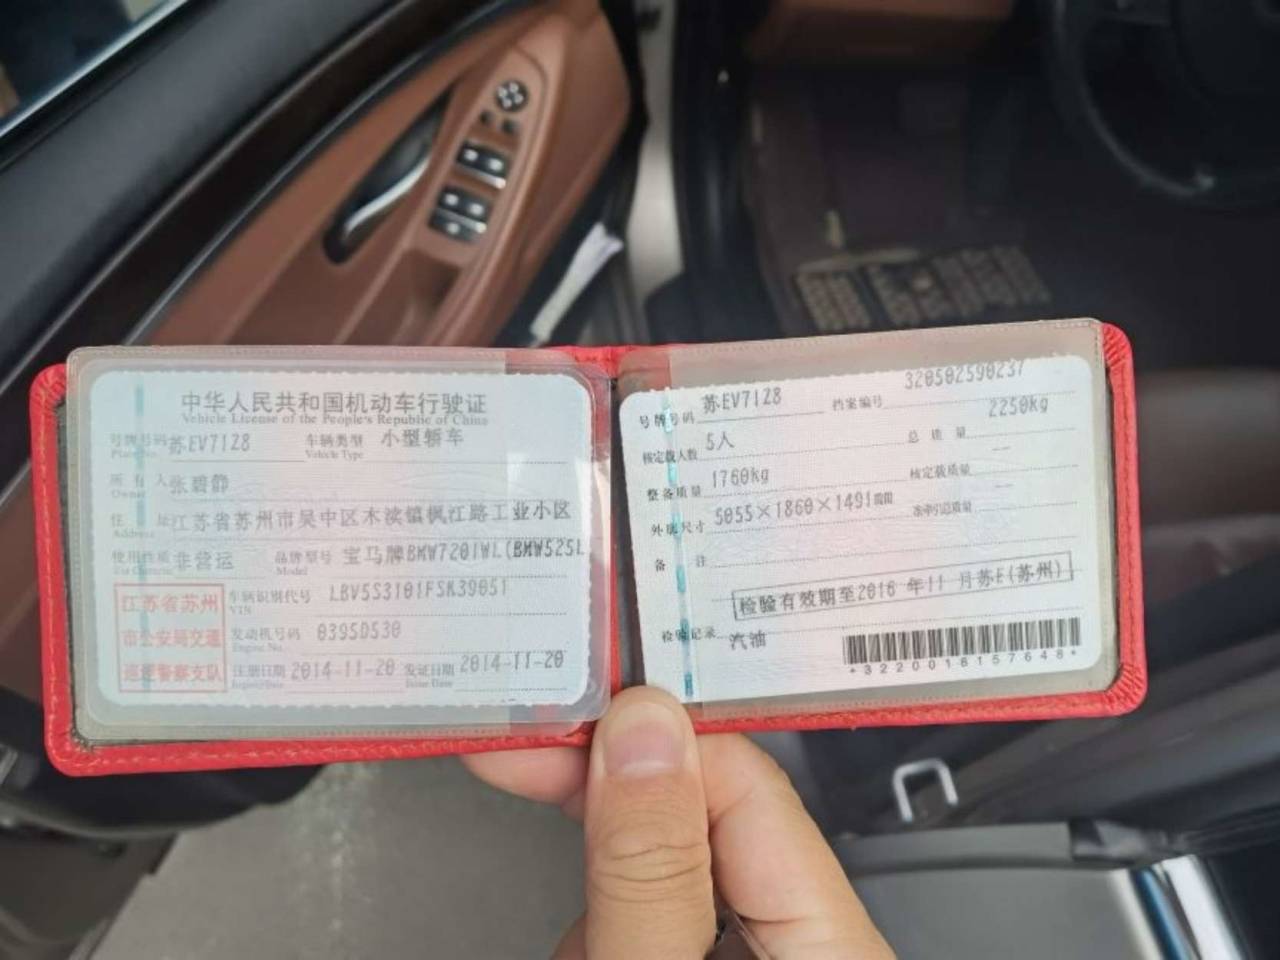 中华人民共和国机动车行驶证
Vehicle License of the People's Republic of China
号牌号码 苏EV7128 车辆类型 小型轿车
Plate No. Vehicle Type
所有人 张碧静
Owner
住址 江苏省苏州市吴中区木渎镇枫江路工业小区
Address
使用性质 非营运 品牌型号 宝马牌BMW7201WL(BMW525L
Use Character Model
江苏省苏州
市公安局交通
巡逻警察支队
车辆识别代号 LBV5S3101FSK39051
VIN
发动机号码 0395D530
Engine No.
注册日期 2014-11-20 发证日期 2014-11-20
Register Date Issue Date
号牌号码 苏EV7128 档案编号 320502590237
核定载人数 5人 总质量 2250kg
整备质量 1760kg 核定载质量 --
外廓尺寸 5055×1860×1491mm 准牵引总质量 --
备注
检验有效期至2016 年11 月苏E(苏州)
检验记录 汽油
*3220018157648*